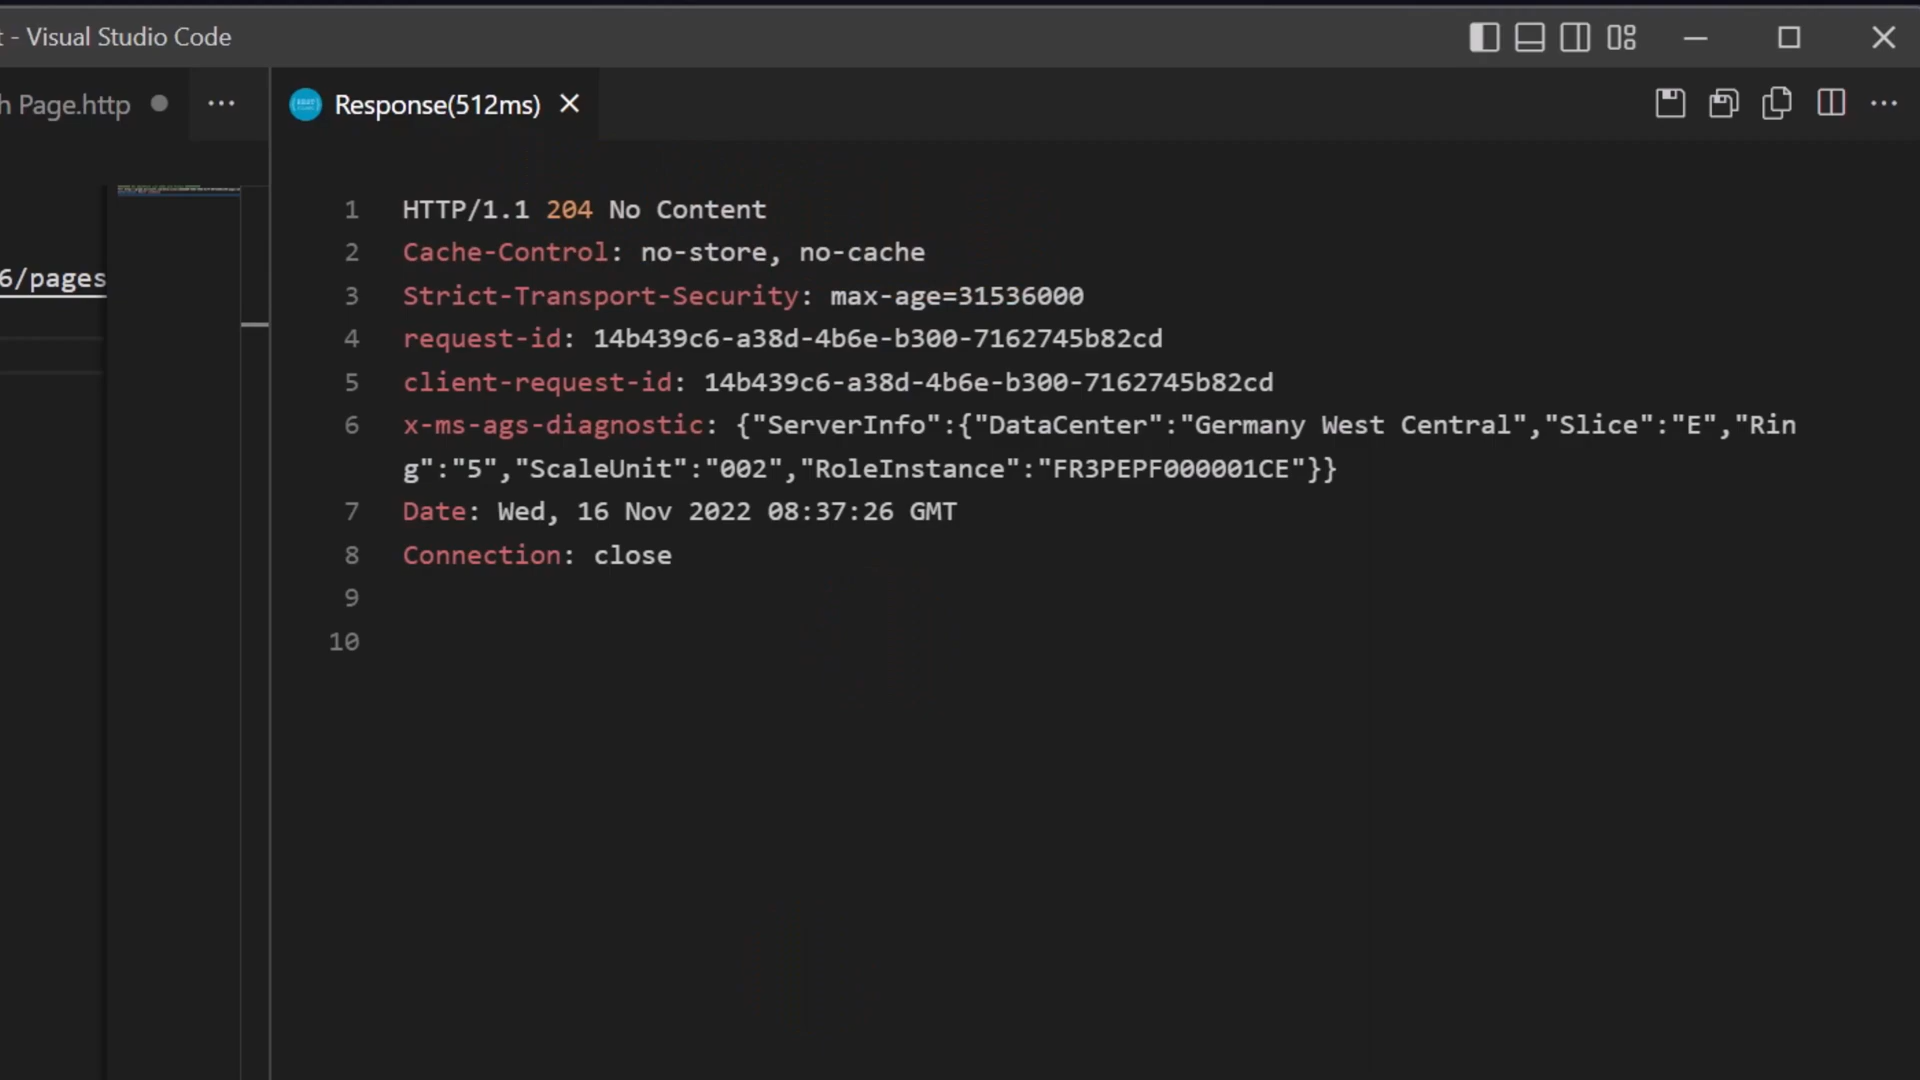 t - Visual Studio Code
h Page.http
Response(512ms)
1 HTTP/1.1 204 No Content
2 Cache-Control: no-store, no-cache
6/pages
3 Strict-Transport-Security: max-age=31536000
4 request-id: 14b439c6-a38d-4b6e-b300-7162745b82cd
5 client-request-id: 14b439c6-a38d-4b6e-b300-7162745b82cd
6 x-ms-ags-diagnostic: {"ServerInfo":{"DataCenter":"Germany West Central","Slice":"E","Rin
g":"5","ScaleUnit":"002","RoleInstance":"FR3PEPF000001CE"}}
7 Date: Wed, 16 Nov 2022 08:37:26 GMT
8 Connection: close
9
10